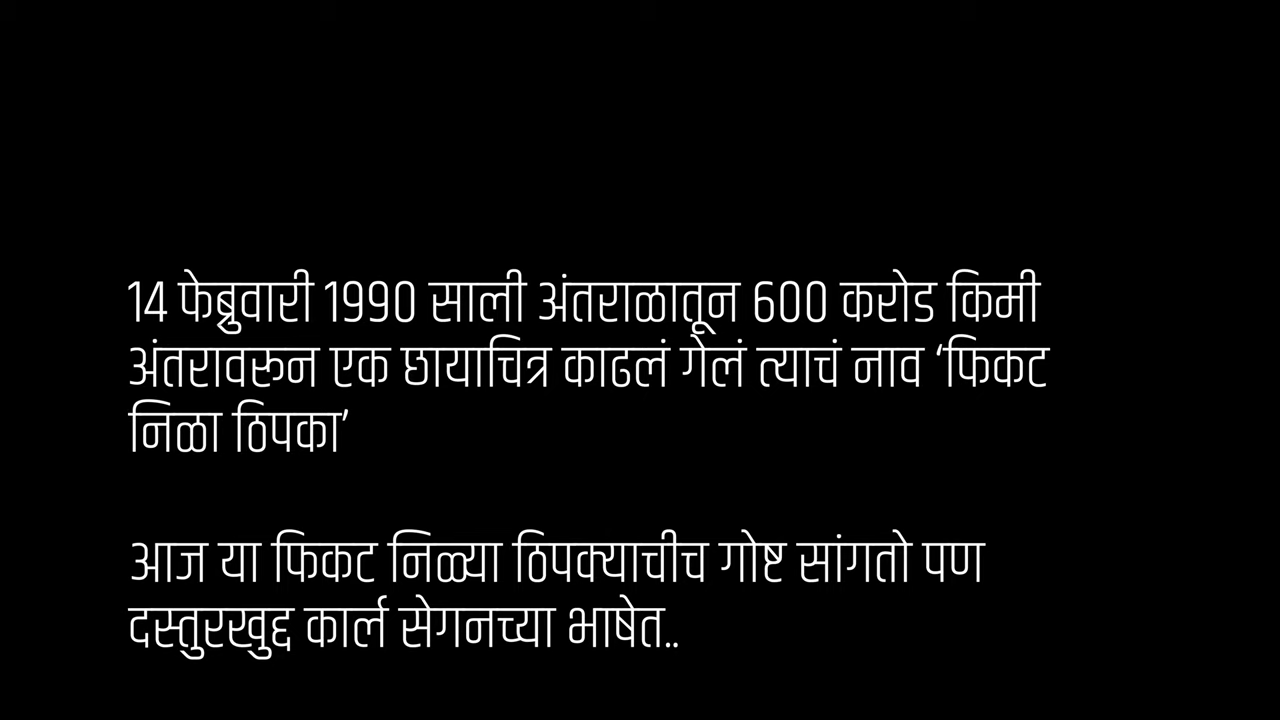 14 फेब्रुवारी 1990 साली अंतराळातून 600 करोड किमी
अंतरावरून एक छायाचित्र काढलं गेलं त्याचं नाव ‘फिकट
निळा ठिपका’
आज या फिकट निळ्या ठिपक्याचीच गोष्ट सांगतो पण
दस्तुरखुद्द कार्ल सेगनच्या भाषेत..